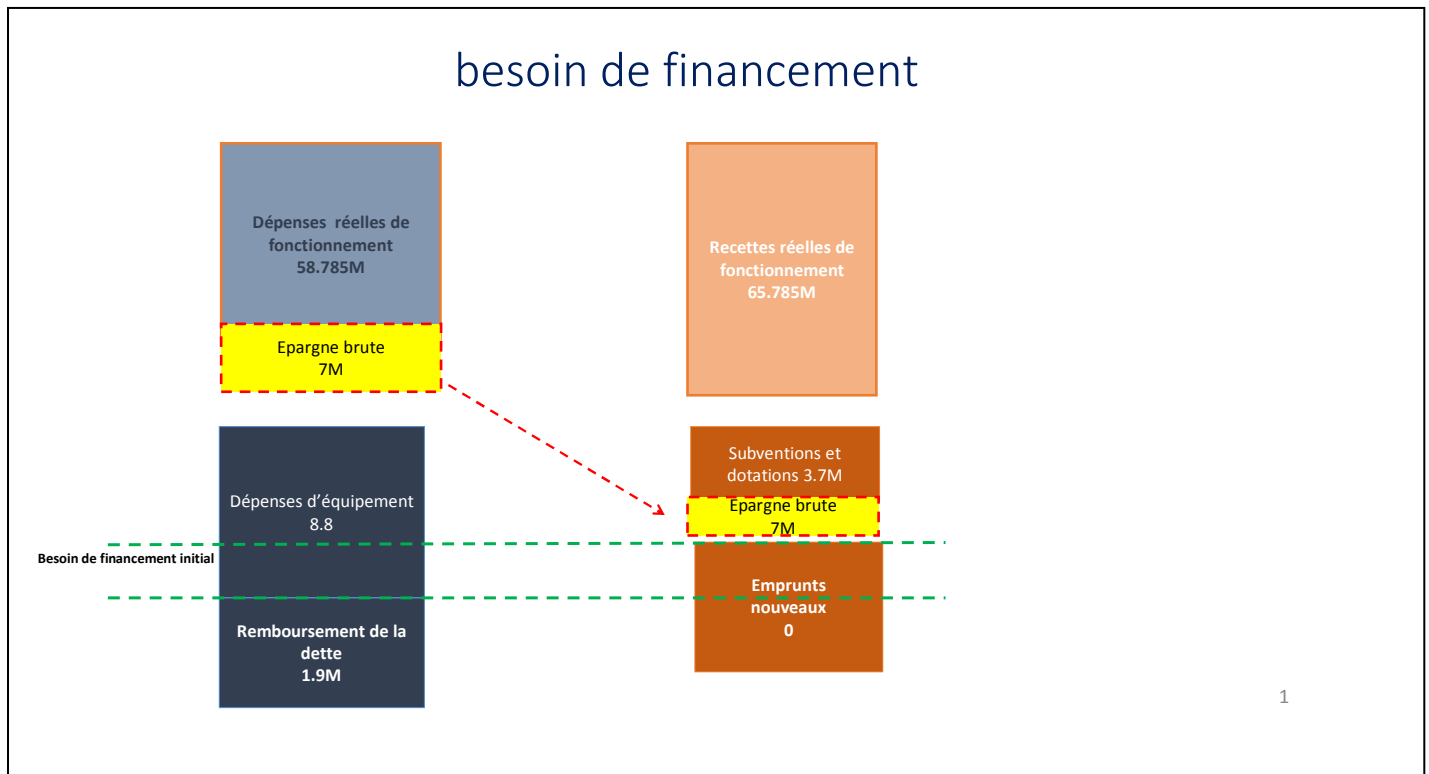 besoin de financement
Dépenses réelles de
fonctionnement
58.785M
Epargne brute
7M
Recettes réelles de
fonctionnement
65.785M
Dépenses d'équipement
8.8
Besoin de financement initial
Remboursement de la
dette
1.9M
Subventions et
dotations 3.7M
Epargne brute
7M
Emprunts
nouveaux
0
1